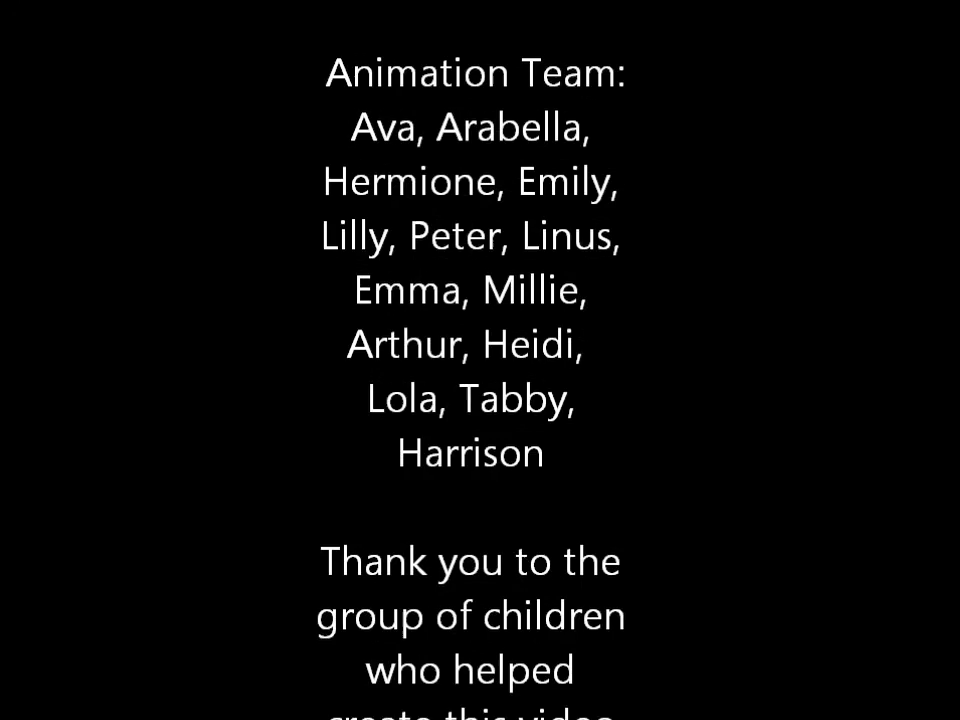 Animation Team:
Ava, Arabella,
Hermione, Emily,
Lilly, Peter, Linus,
Emma, Millie,
Arthur, Heidi,
Lola, Tabby,
Harrison
Thank you to the
group of children
who helped
create this video